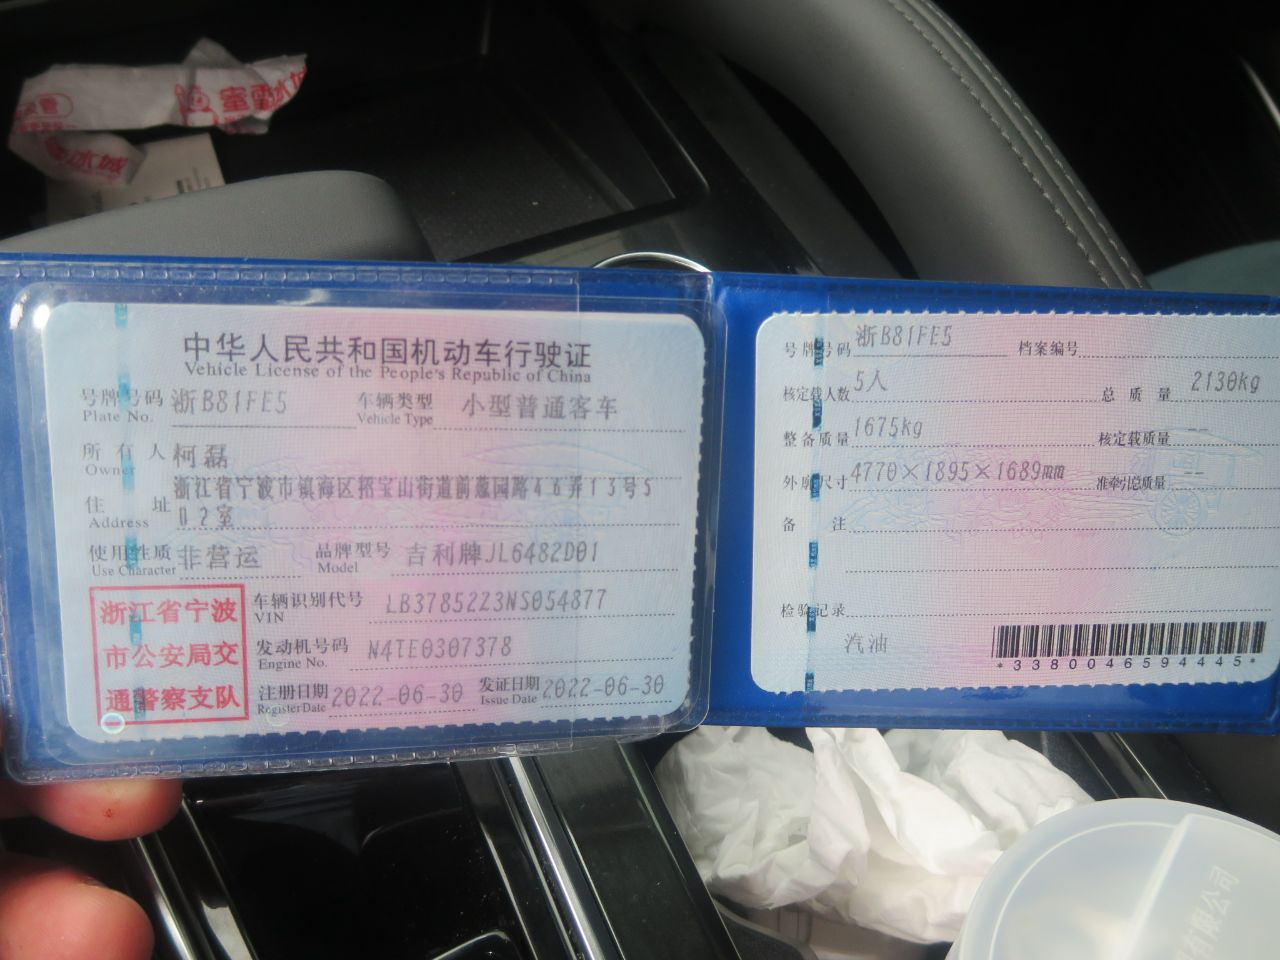 蜜雪冰城
冰城
中华人民共和国机动车行驶证
Vehicle License of the People's Republic of China
号牌号码 浙B81FE5 车辆类型 小型普通客车
Plate No. Vehicle Type
所有人 柯磊
Owner
住址 浙江省宁波市镇海区招宝山街道前葱园路46弄13号5
02室
Address
使用性质 非营运 品牌型号 吉利牌JL6482D01
Use Character Model
浙江省宁波
市公安局交
通警察支队
车辆识别代号 LB37852Z3NS054877
VIN
发动机号码 N4TE0307378
Engine No.
注册日期 2022-06-30 发证日期 2022-06-30
Register Date Issue Date
号牌号码 浙B81FE5 档案编号
核定载人数 5人 总质量 2130kg
整备质量 1675kg 核定载质量 --
外廓尺寸 4770×1895×1689mm 准牵引总质量 --
备注
检验记录
汽油
*3380046594445*
有限公司